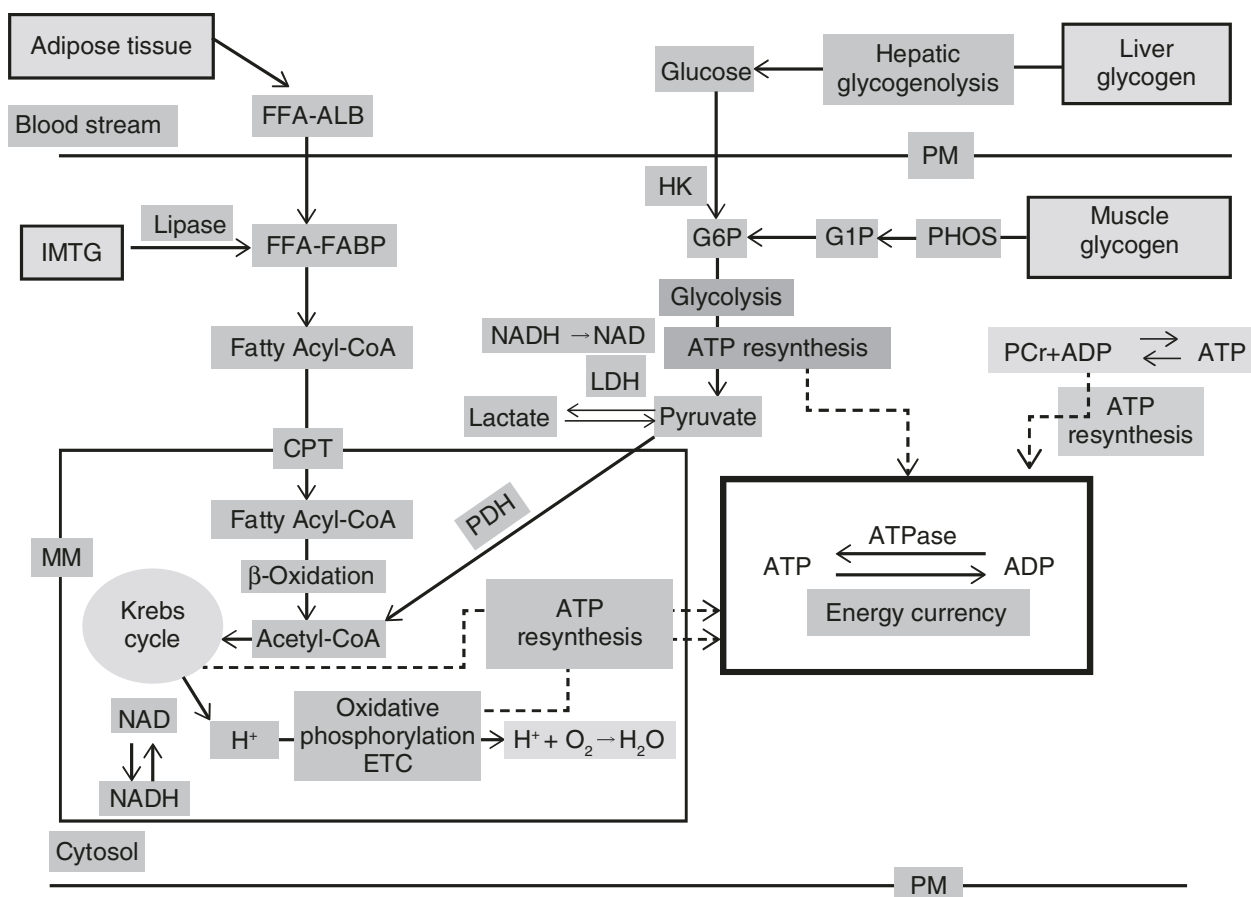 Adipose tissue
Glucose
Hepatic
glycogenolysis
Liver
glycogen
Blood stream
FFA-ALB
PM
HK
IMTG
Lipase
FFA-FABP
G6P
G1P
PHOS
Muscle
glycogen
Glycolysis
Fatty Acyl-CoA
NADH → NAD
ATP resynthesis
PCr+ADP
ATP
LDH
Lactate
Pyruvate
ATP
resynthesis
CPT
PDH
Fatty Acyl-CoA
MM
β-Oxidation
Krebs
cycle
Acetyl-CoA
ATP
resynthesis
ATPase
ATP
ADP
Energy currency
NAD
NADH
H⁺
Oxidative
phosphorylation
ETC
H⁺ + O₂ → H₂O
Cytosol
PM